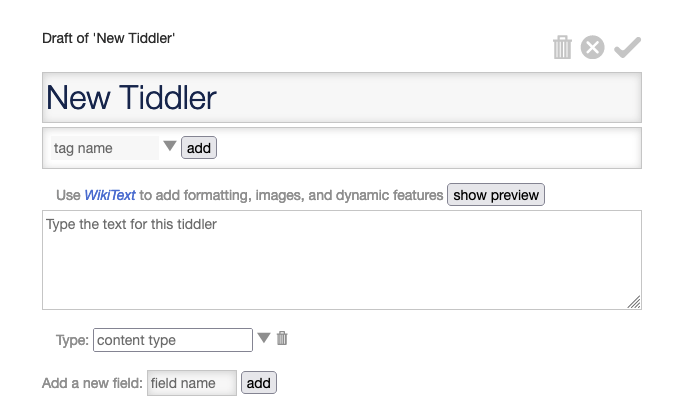 Draft of 'New Tiddler'
New Tiddler
tag name add
Use WikiText to add formatting, images, and dynamic features show preview
Type the text for this tiddler
Type: content type
Add a new field: field name add